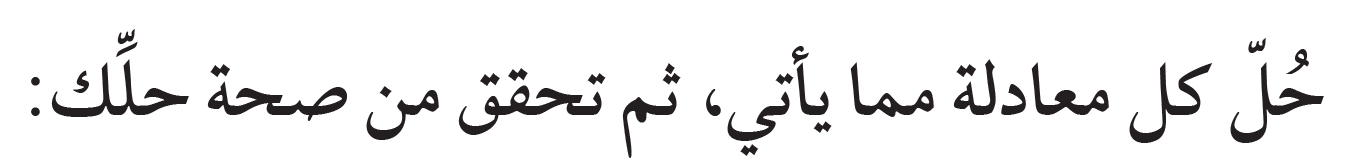 حُلّ كل معادلة مما يأتي، ثم تحقق من صحة حلِّك: